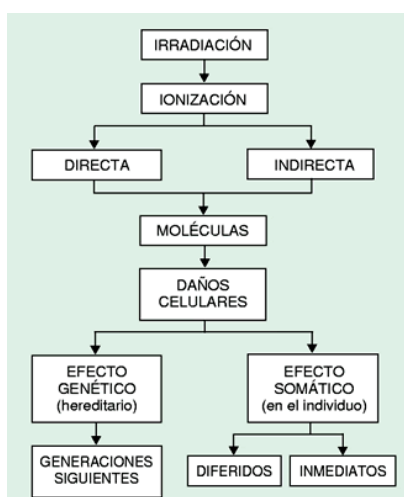 IRRADIACIÓN
IONIZACIÓN
DIRECTA
INDIRECTA
MOLÉCULAS
DAÑOS
CELULARES
EFECTO
GENÉTICO
(hereditario)
EFECTO
SOMÁTICO
(en el individuo)
GENERACIONES
SIGUIENTES
DIFERIDOS
INMEDIATOS